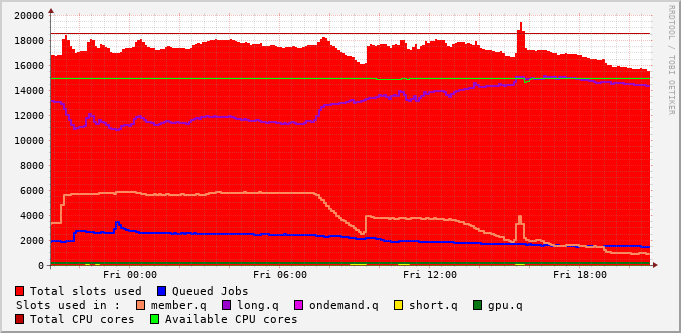 20000
18000
16000
14000
12000
10000
8000
6000
4000
2000
0
Fri 00:00 Fri 06:00 Fri 12:00 Fri 18:00
RRDTOOL / TOBI OETIKER
Total slots used Queued Jobs
Slots used in : member.q long.q ondemand.q short.q gpu.q
Total CPU cores Available CPU cores